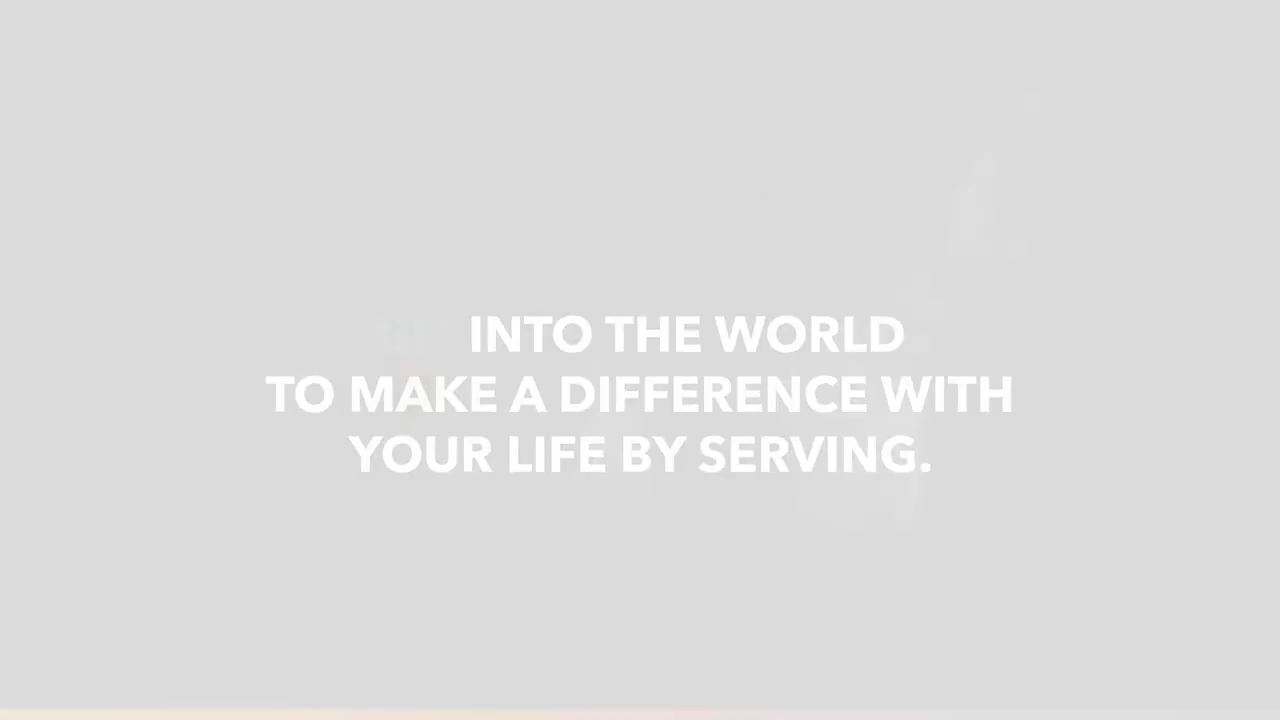 INTO THE WORLD
TO MAKE A DIFFERENCE WITH
YOUR LIFE BY SERVING.